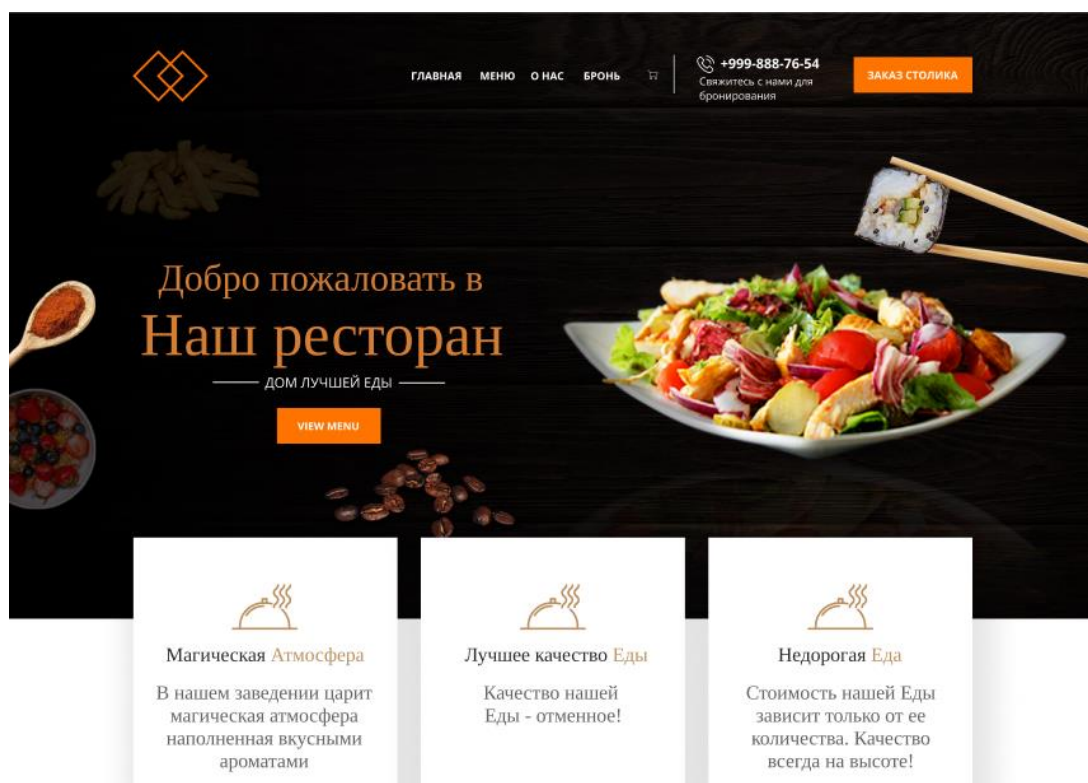 ГЛАВНАЯ МЕНЮ О НАС БРОНЬ
+999-888-76-54
Свяжитесь с нами для
бронирования
ЗАКАЗ СТОЛИКА
Добро пожаловать в
Наш ресторан
ДОМ ЛУЧШЕЙ ЕДЫ
VIEW MENU
Магическая Атмосфера
В нашем заведении царит
магическая атмосфера
наполненная вкусными
ароматами
Лучшее качество Еды
Качество нашей
Еды - отменное!
Недорогая Еда
Стоимость нашей Еды
зависит только от ее
количества. Качество
всегда на высоте!